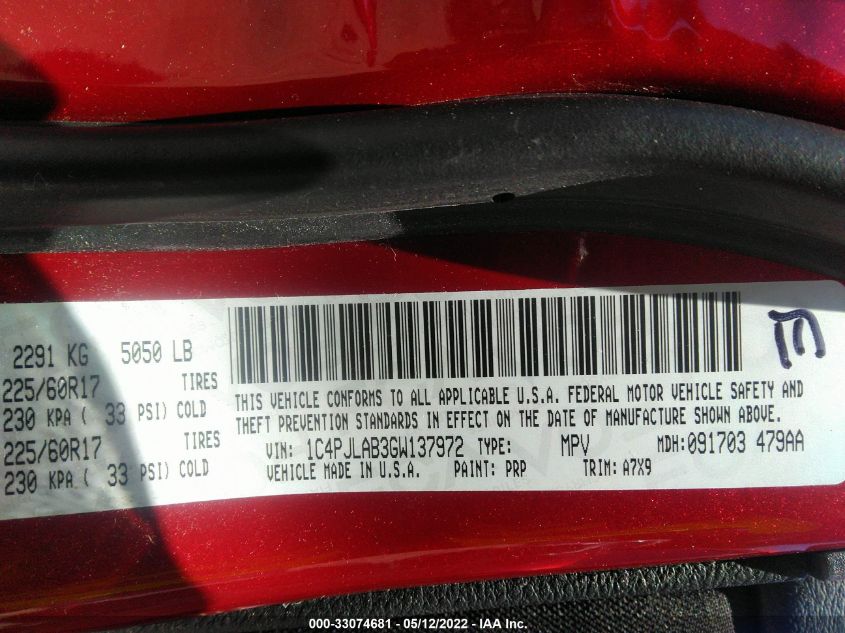 2291 KG 5050 LB
225/60R17 TIRES
230 KPA ( 33 PSI) COLD
225/60R17 TIRES
230 KPA ( 33 PSI) COLD
THIS VEHICLE CONFORMS TO ALL APPLICABLE U.S.A. FEDERAL MOTOR VEHICLE SAFETY AND
THEFT PREVENTION STANDARDS IN EFFECT ON THE DATE OF MANUFACTURE SHOWN ABOVE.
VIN: 1C4PJLAB3GW137972 TYPE: MPV MDH: 091703 479AA
VEHICLE MADE IN U.S.A. PAINT: PRP TRIM: A7X9
000-33074681 - 05/12/2022 - IAA Inc.